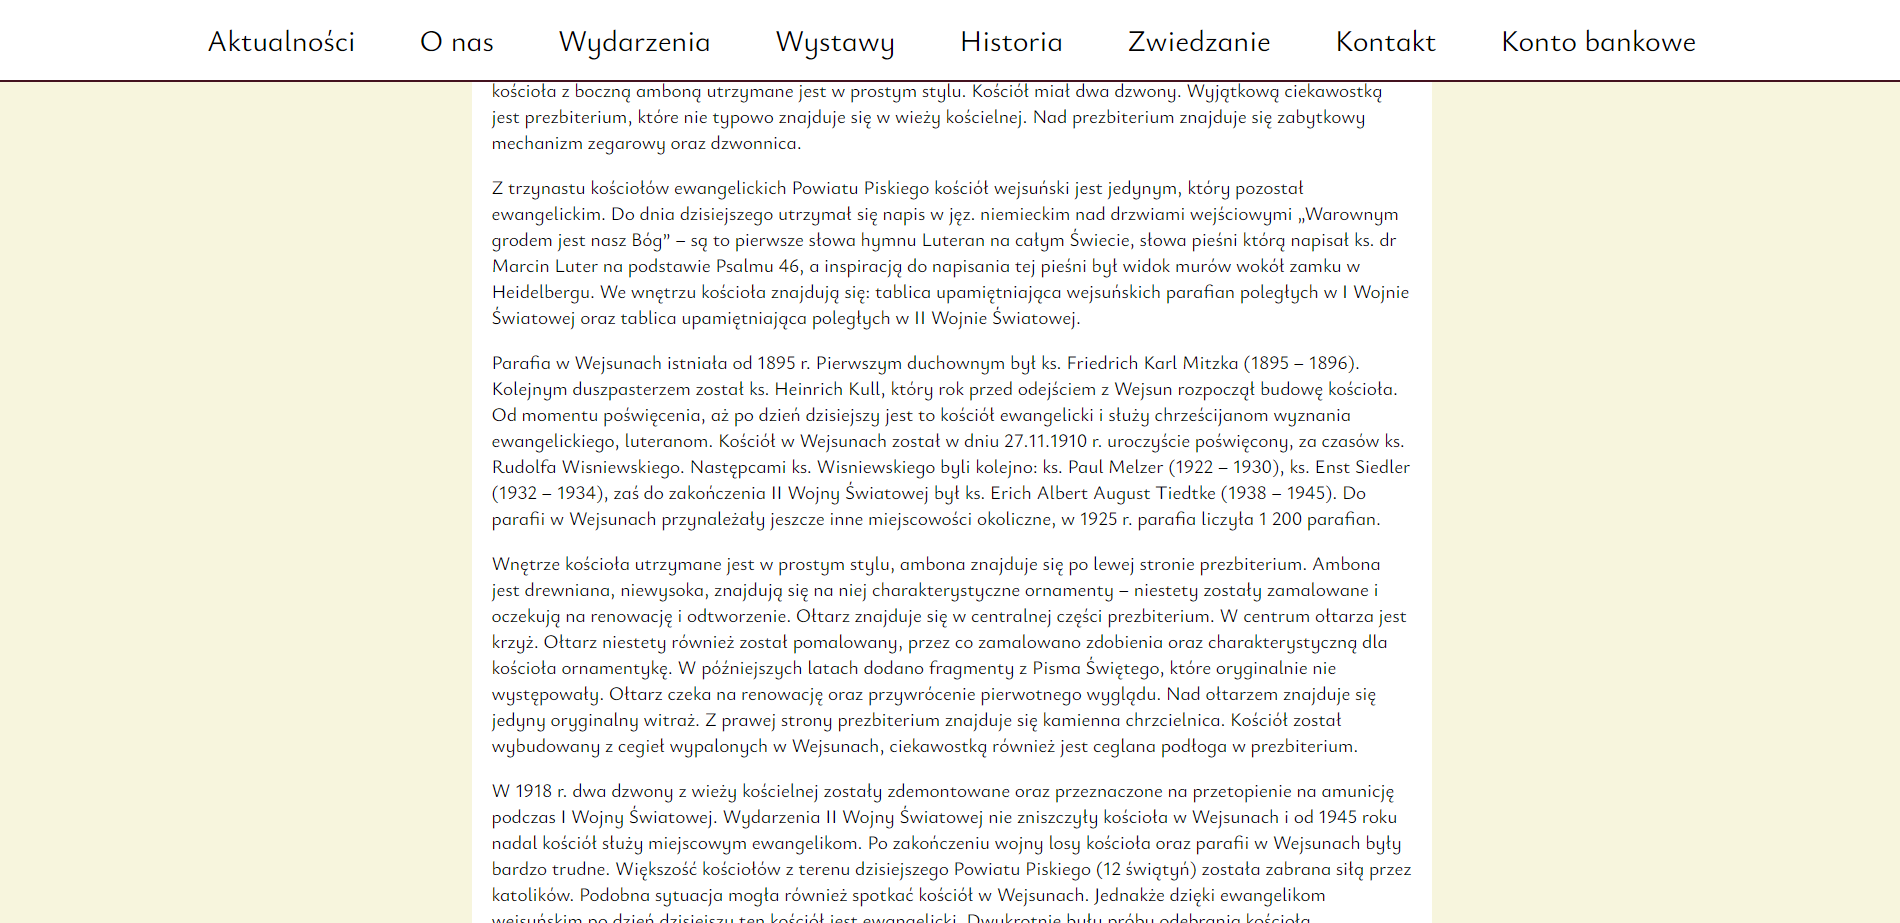 Aktualności O nas Wydarzenia Wystawy Historia Zwiedzanie Kontakt Konto bankowe
kościoła z boczną amboną utrzymane jest w prostym stylu. Kościół miał dwa dzwony. Wyjątkową ciekawostką
jest prezbiterium, które nie typowo znajduje się w wieży kościelnej. Nad prezbiterium znajduje się zabytkowy
mechanizm zegarowy oraz dzwonnica.
Z trzynastu kościołów ewangelickich Powiatu Piskiego kościół wejsuński jest jedynym, który pozostał
ewangelickim. Do dnia dzisiejszego utrzymał się napis w jęz. niemieckim nad drzwiami wejściowymi „Warownym
grodem jest nasz Bóg” – są to pierwsze słowa hymnu Luteran na całym Świecie, słowa pieśni którą napisał ks. dr
Marcin Luter na podstawie Psalmu 46, a inspiracją do napisania tej pieśni był widok murów wokół zamku w
Heidelbergu. We wnętrzu kościoła znajdują się: tablica upamiętniająca wejsuńskich parafian poległych w I Wojnie
Światowej oraz tablica upamiętniająca poległych w II Wojnie Światowej.
Parafia w Wejsunach istniała od 1895 r. Pierwszym duchownym był ks. Friedrich Karl Mitzka (1895 – 1896).
Kolejnym duszpasterzem został ks. Heinrich Kull, który rok przed odejściem z Wejsun rozpoczął budowę kościoła.
Od momentu poświęcenia, aż po dzień dzisiejszy jest to kościół ewangelicki i służy chrześcijanom wyznania
ewangelickiego, luteranom. Kościół w Wejsunach został w dniu 27.11.1910 r. uroczyście poświęcony, za czasów ks.
Rudolfa Wisniewskiego. Następcami ks. Wisniewskiego byli kolejno: ks. Paul Melzer (1922 – 1930), ks. Enst Siedler
(1932 – 1934), zaś do zakończenia II Wojny Światowej był ks. Erich Albert August Tiedtke (1938 – 1945). Do
parafii w Wejsunach przynależały jeszcze inne miejscowości okoliczne, w 1925 r. parafia liczyła 1 200 parafian.
Wnętrze kościoła utrzymane jest w prostym stylu, ambona znajduje się po lewej stronie prezbiterium. Ambona
jest drewniana, niewysoka, znajdują się na niej charakterystyczne ornamenty – niestety zostały zamalowane i
oczekują na renowację i odtworzenie. Ołtarz znajduje się w centralnej części prezbiterium. W centrum ołtarza jest
krzyż. Ołtarz niestety również został pomalowany, przez co zamalowano zdobienia oraz charakterystyczną dla
kościoła ornamentykę. W późniejszych latach dodano fragmenty z Pisma Świętego, które oryginalnie nie
występowały. Ołtarz czeka na renowację oraz przywrócenie pierwotnego wyglądu. Nad ołtarzem znajduje się
jedyny oryginalny witraż. Z prawej strony prezbiterium znajduje się kamienna chrzcielnica. Kościół został
wybudowany z cegieł wypalonych w Wejsunach, ciekawostką również jest ceglana podłoga w prezbiterium.
W 1918 r. dwa dzwony z wieży kościelnej zostały zdemontowane oraz przeznaczone na przetopienie na amunicję
podczas I Wojny Światowej. Wydarzenia II Wojny Światowej nie zniszczyły kościoła w Wejsunach i od 1945 roku
nadal kościół służy miejscowym ewangelikom. Po zakończeniu wojny losy kościoła oraz parafii w Wejsunach były
bardzo trudne. Większość kościołów z terenu dzisiejszego Powiatu Piskiego (12 świątyń) została zabrana siłą przez
katolików. Podobna sytuacja mogła również spotkać kościół w Wejsunach. Jednakże dzięki ewangelikom
wejsuńskim po dzień dzisiejszy ten kościół jest ewangelicki. Dwukrotnie były próby odebrania kościoła